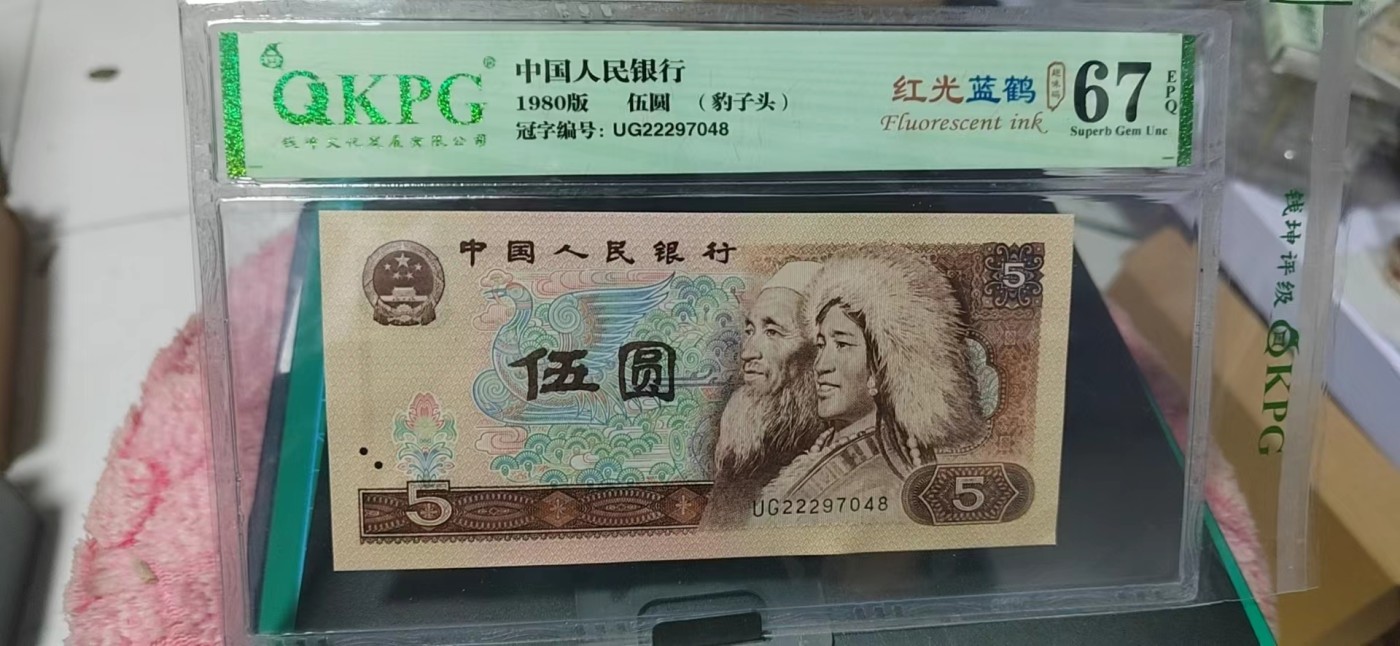 QKPG®
钱坤文化发展有限公司
中国人民银行
1980版 伍圆 (豹子头)
冠字编号: UG22297048
红光蓝鹤
趣味号
Fluorescent ink
67
EPQ
Superb Gem Unc
中国人民银行
5
伍圆
5
UG22297048
5
钱坤评级 QKPG